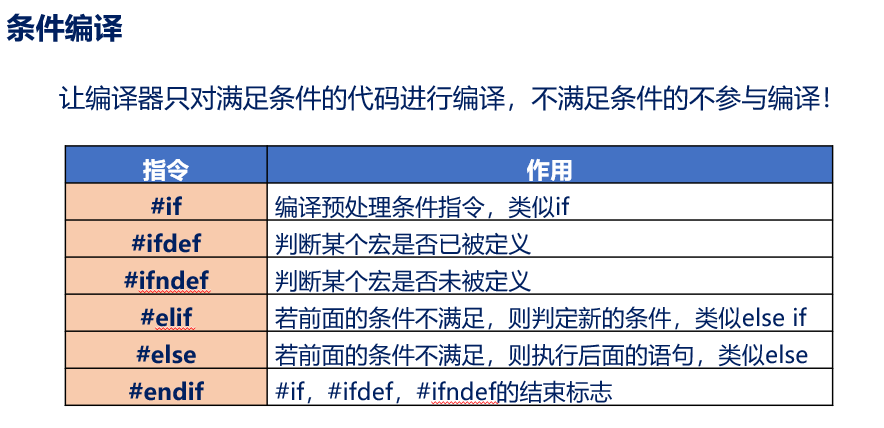 条件编译
让编译器只对满足条件的代码进行编译，不满足条件的不参与编译！
指令 作用
#if 编译预处理条件指令，类似if
#ifdef 判断某个宏是否已被定义
#ifndef 判断某个宏是否未被定义
#elif 若前面的条件不满足，则判定新的条件，类似else if
#else 若前面的条件不满足，则执行后面的语句，类似else
#endif #if，#ifdef，#ifndef的结束标志